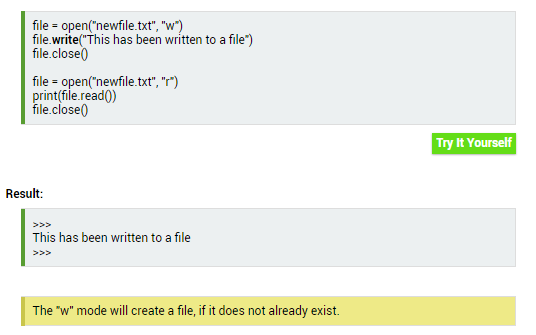 file = open("newfile.txt", "w")
file.write("This has been written to a file")
file.close()

file = open("newfile.txt", "r")
print(file.read())
file.close()
Try It Yourself
Result:
>>>
This has been written to a file
>>>
The "w" mode will create a file, if it does not already exist.